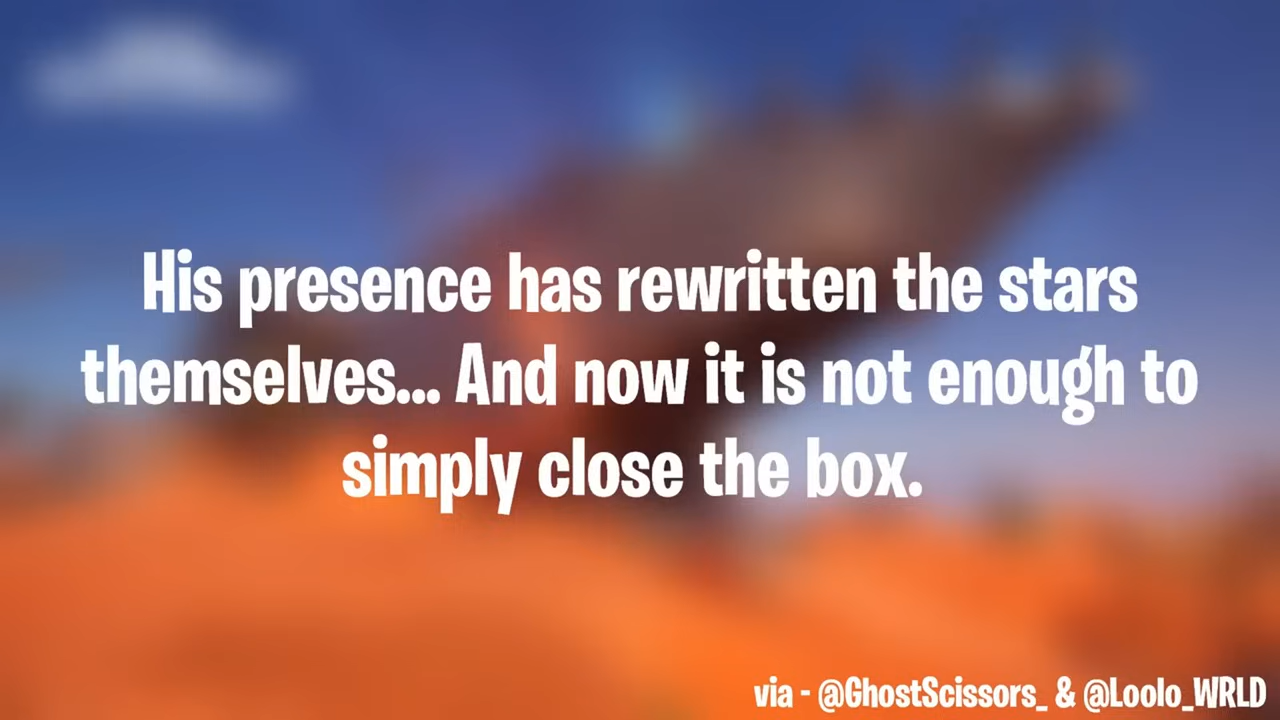 His presence has rewritten the stars
themselves... And now it is not enough to
simply close the box.
via - @GhostScissors_ & @Loolo_WRLD